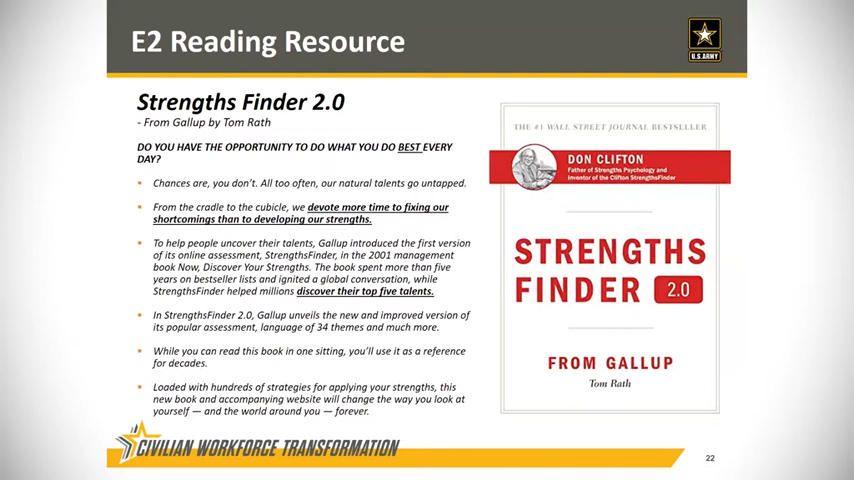 E2 Reading Resource
U.S. ARMY
Strengths Finder 2.0
- From Gallup by Tom Rath
DO YOU HAVE THE OPPORTUNITY TO DO WHAT YOU DO BEST EVERY
DAY?
▪ Chances are, you don't. All too often, our natural talents go untapped.
▪ From the cradle to the cubicle, we devote more time to fixing our
shortcomings than to developing our strengths.
▪ To help people uncover their talents, Gallup introduced the first version
of its online assessment, StrengthsFinder, in the 2001 management
book Now, Discover Your Strengths. The book spent more than five
years on bestseller lists and ignited a global conversation, while
StrengthsFinder helped millions discover their top five talents.
▪ In StrengthsFinder 2.0, Gallup unveils the new and improved version of
its popular assessment, language of 34 themes and much more.
▪ While you can read this book in one sitting, you'll use it as a reference
for decades.
▪ Loaded with hundreds of strategies for applying your strengths, this
new book and accompanying website will change the way you look at
yourself — and the world around you — forever.
THE #1 WALL STREET JOURNAL BESTSELLER
DON CLIFTON
Father of Strengths Psychology and
Inventor of the Clifton StrengthsFinder
STRENGTHS
FINDER 2.0
FROM GALLUP
Tom Rath
CIVILIAN WORKFORCE TRANSFORMATION
22